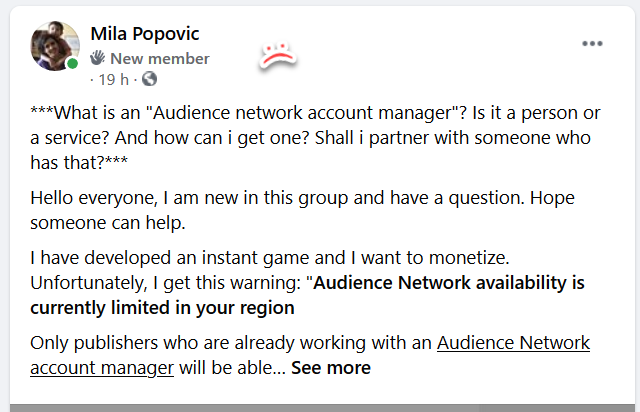 Mila Popovic
New member
· 19 h ·
***What is an "Audience network account manager"? Is it a person or
a service? And how can i get one? Shall i partner with someone who
has that?***
Hello everyone, I am new in this group and have a question. Hope
someone can help.
I have developed an instant game and I want to monetize.
Unfortunately, I get this warning: "Audience Network availability is
currently limited in your region
Only publishers who are already working with an Audience Network
account manager will be able... See more